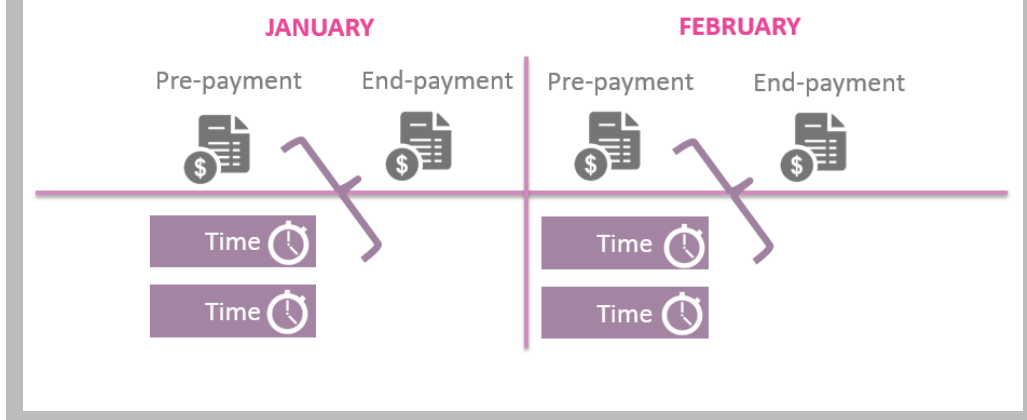 JANUARY
FEBRUARY
Pre-payment
End-payment
Pre-payment
End-payment
$
$
$
$
Time
Time
Time
Time